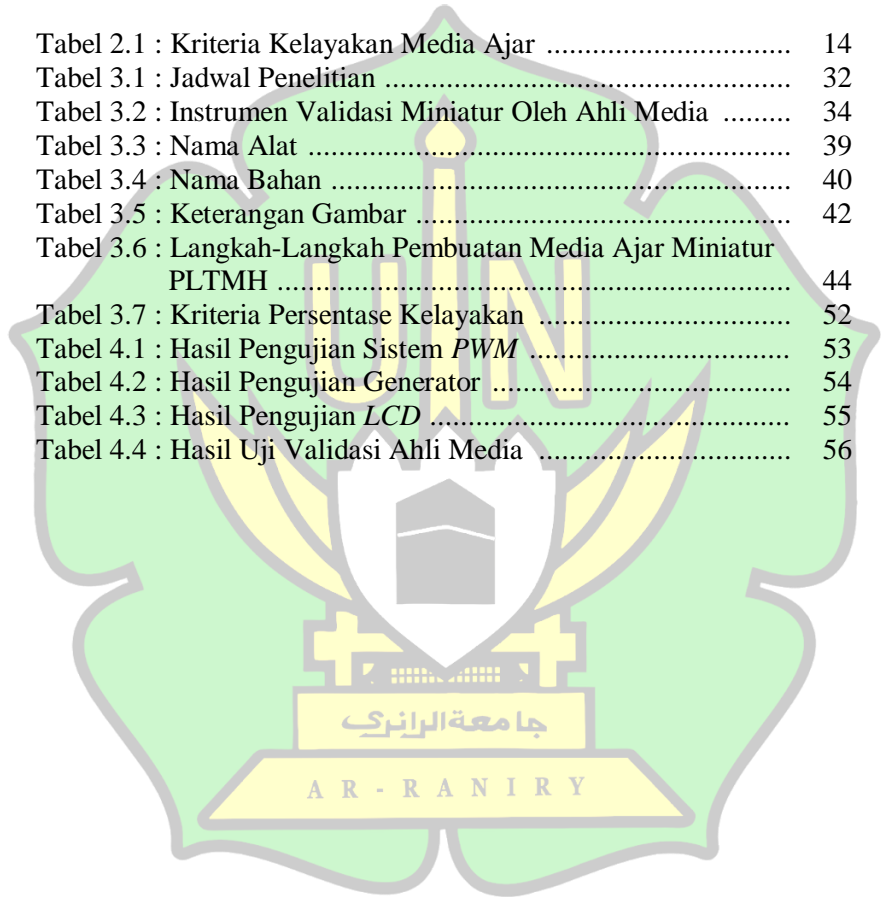 Tabel 2.1 : Kriteria Kelayakan Media Ajar ................................ 14
Tabel 3.1 : Jadwal Penelitian ..................................................... 32
Tabel 3.2 : Instrumen Validasi Miniatur Oleh Ahli Media ......... 34
Tabel 3.3 : Nama Alat ............................................................... 39
Tabel 3.4 : Nama Bahan ............................................................ 40
Tabel 3.5 : Keterangan Gambar ................................................. 42
Tabel 3.6 : Langkah-Langkah Pembuatan Media Ajar Miniatur
PLTMH ................................................................... 44
Tabel 3.7 : Kriteria Persentase Kelayakan ................................. 52
Tabel 4.1 : Hasil Pengujian Sistem PWM .................................. 53
Tabel 4.2 : Hasil Pengujian Generator ....................................... 54
Tabel 4.3 : Hasil Pengujian LCD ............................................... 55
Tabel 4.4 : Hasil Uji Validasi Ahli Media ................................. 56
UIN
جامعة الرانري
AR-RANIRY